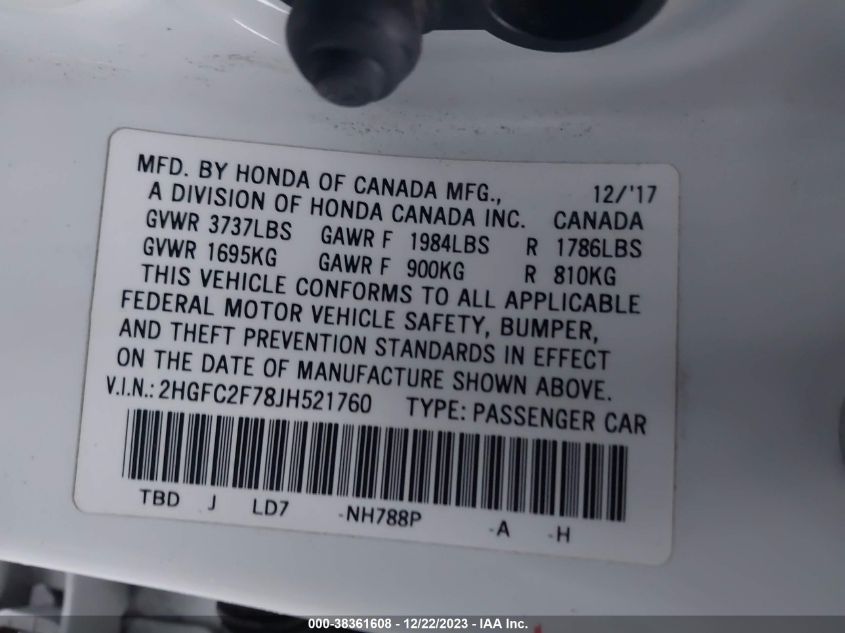 MFD. BY HONDA OF CANADA MFG., 12/'17
A DIVISION OF HONDA CANADA INC. CANADA
GVWR 3737LBS GAWR F 1984LBS R 1786LBS
GVWR 1695KG GAWR F 900KG R 810KG
THIS VEHICLE CONFORMS TO ALL APPLICABLE
FEDERAL MOTOR VEHICLE SAFETY, BUMPER,
AND THEFT PREVENTION STANDARDS IN EFFECT
ON THE DATE OF MANUFACTURE SHOWN ABOVE.
V.I.N.: 2HGFC2F78JH521760 TYPE: PASSENGER CAR
TBD J LD7 -NH788P -A -H
000-38361608 - 12/22/2023 - IAA Inc.